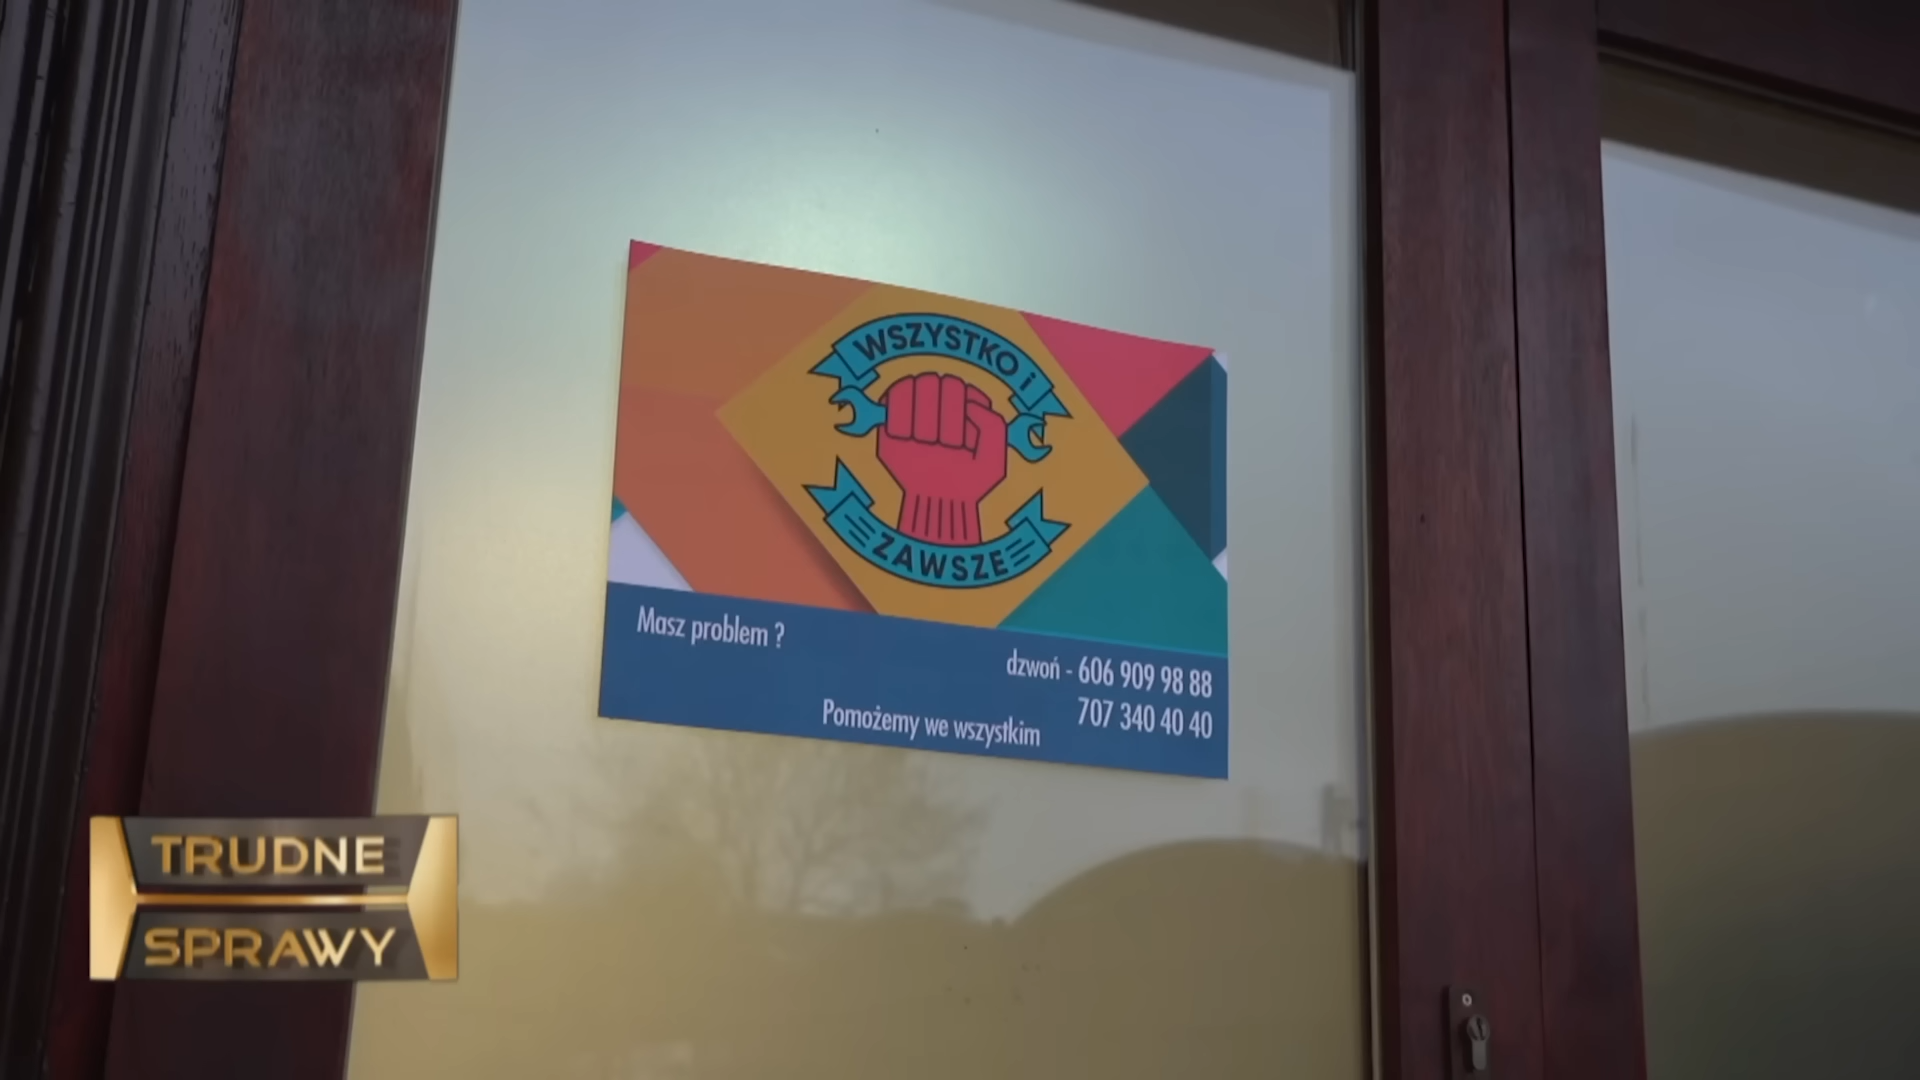 WSZYSTKO i
ZAWSZE
Masz problem ?
dzwoń - 606 909 98 88
707 340 40 40
Pomożemy we wszystkim
TRUDNE
SPRAWY